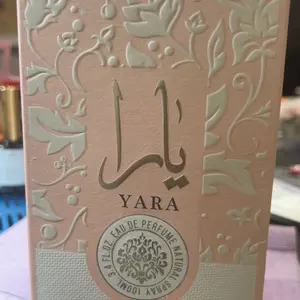 يارا
YARA
EAU DE PERFUME NATURAL SPRAY 100ML 3.4 FL.OZ.